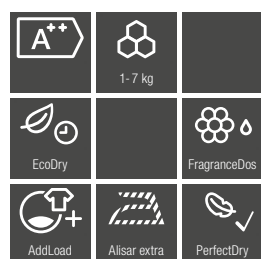 A++
1-7 kg
EcoDry
FragranceDos
AddLoad
Alisar extra
PerfectDry